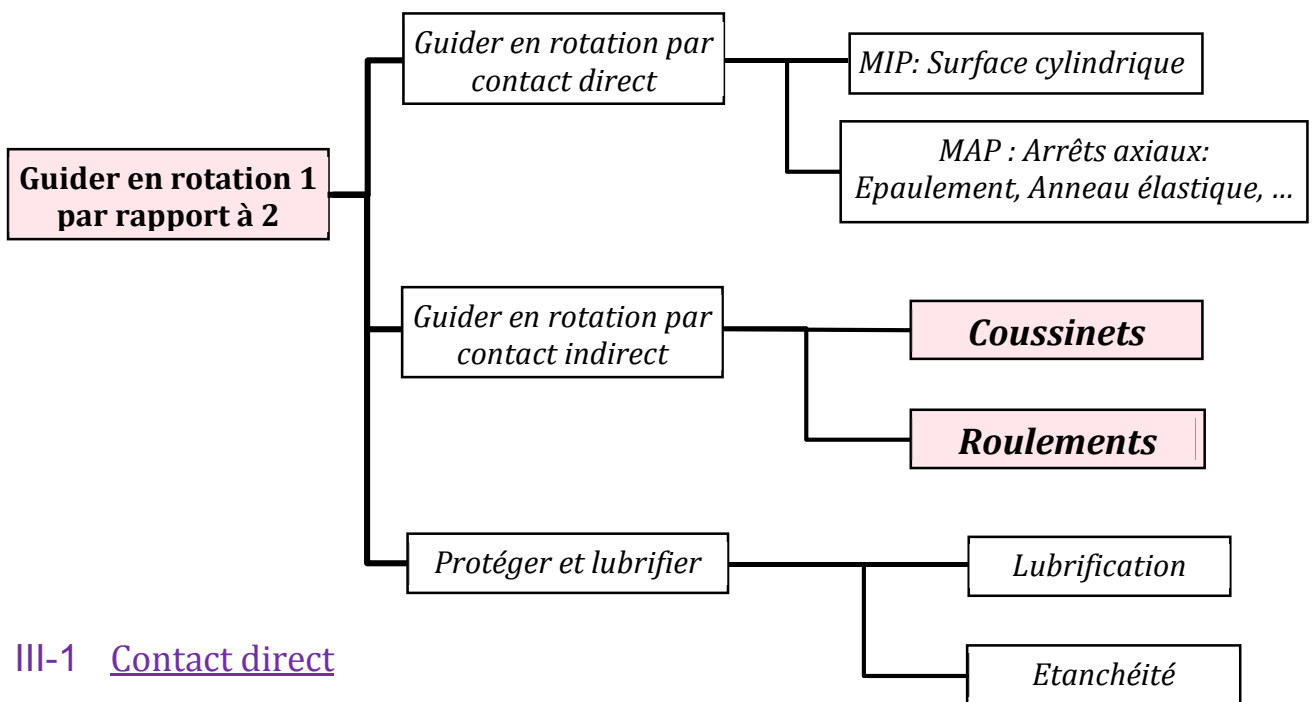 Guider en rotation par
contact direct
MIP: Surface cylindrique
MAP : Arrêts axiaux:
Epaulement, Anneau élastique, ...
Guider en rotation 1
par rapport à 2
Guider en rotation par
contact indirect
Coussinets
Roulements
Protéger et lubrifier
Lubrification
Etanchéité
III-1 Contact direct